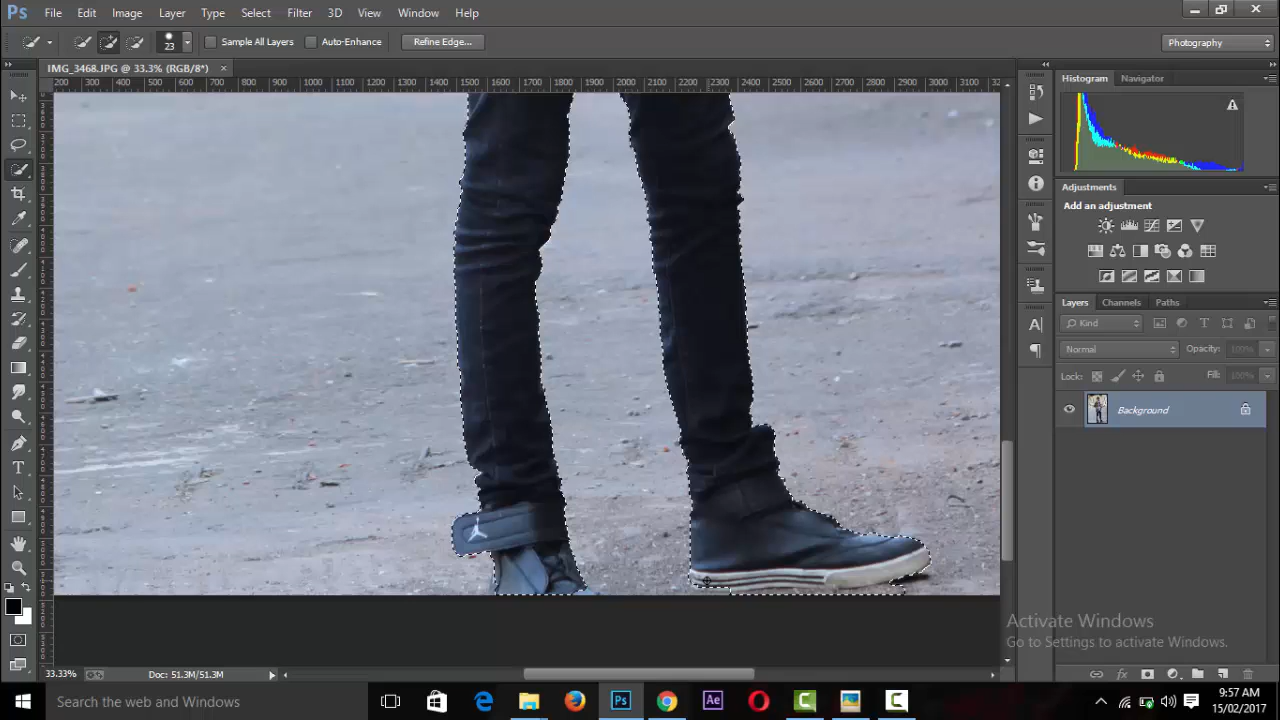 Ps File Edit Image Layer Type Select Filter 3D View Window Help
23 Sample All Layers Auto-Enhance Refine Edge... Photography
IMG_3468.JPG @ 33.3% (RGB/8*) ×
200 300 400 500 600 700 800 900 1000 1100 1200 1300 1400 1500 1600 1700 1800 1900 2000 2100 2200 2300 2400 2500 2600 2700 2800 2900 3000 3100
Histogram Navigator
Adjustments
Add an adjustment
Layers Channels Paths
Kind
Normal Opacity: 100%
Lock: Fill: 100%
Background
Activate Windows
Go to Settings to activate Windows.
33.33% Doc: 51.3M/51.3M
Search the web and Windows
Ps Ae
9:57 AM
15/02/2017